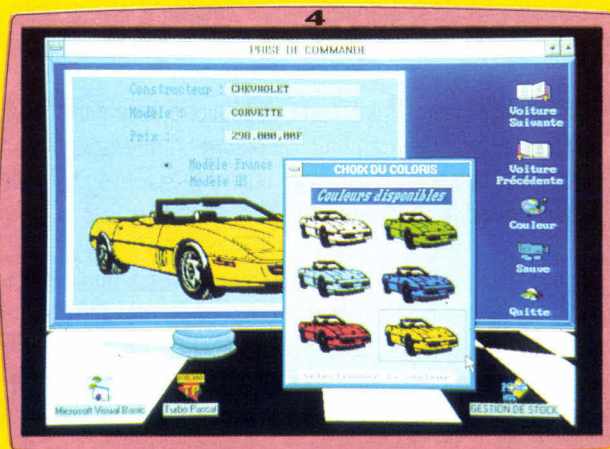 4
PRISE DE COMMANDE
Constructeur : CHEVROLET
Modèle : CORVETTE
Prix : 290.000,00F
Modèle France
Modèle US
CHOIX DU COLORIS
Couleurs disponibles
Sélectionner la couleur
Voiture
Suivante
Voiture
Précédente
Couleur
Sauve
Quitte
Microsoft Visual Basic
Turbo Pascal
GESTION DE STOCK